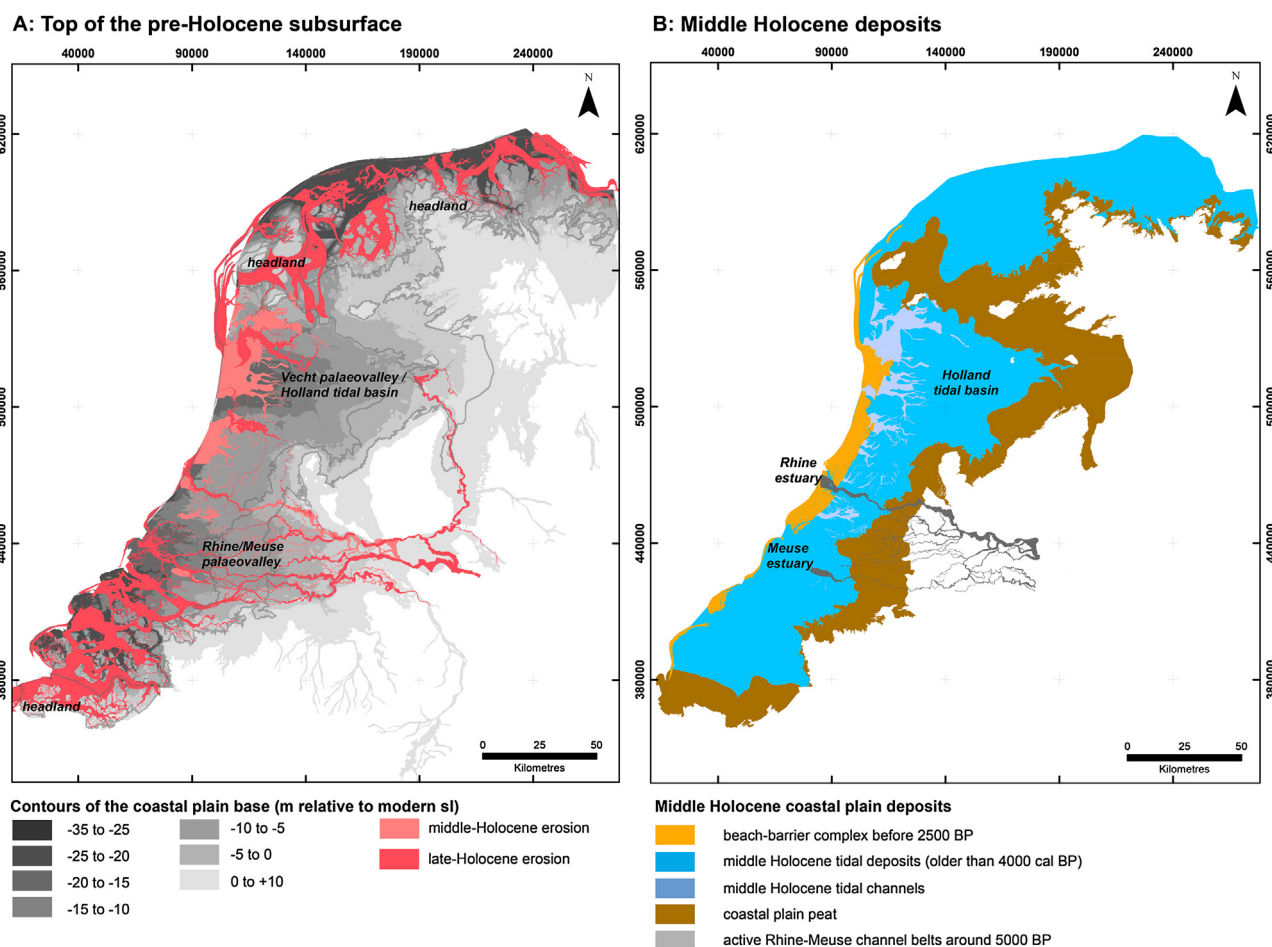 A: Top of the pre-Holocene subsurface
40000 90000 140000 190000 240000
N
620000
560000
500000
440000
380000
headland
headland
Vecht palaeovalley /
Holland tidal basin
Rhine/Meuse
palaeovalley
headland
0 25 50
Kilometres
Contours of the coastal plain base (m relative to modern sl)
-35 to -25
-25 to -20
-20 to -15
-15 to -10
-10 to -5
-5 to 0
0 to +10
middle-Holocene erosion
late-Holocene erosion
B: Middle Holocene deposits
40000 90000 140000 190000 240000
N
620000 620000
560000 560000
500000 500000
440000 440000
380000 380000
Holland
tidal basin
Rhine
estuary
Meuse
estuary
0 25 50
Kilometres
Middle Holocene coastal plain deposits
beach-barrier complex before 2500 BP
middle Holocene tidal deposits (older than 4000 cal BP)
middle Holocene tidal channels
coastal plain peat
active Rhine-Meuse channel belts around 5000 BP